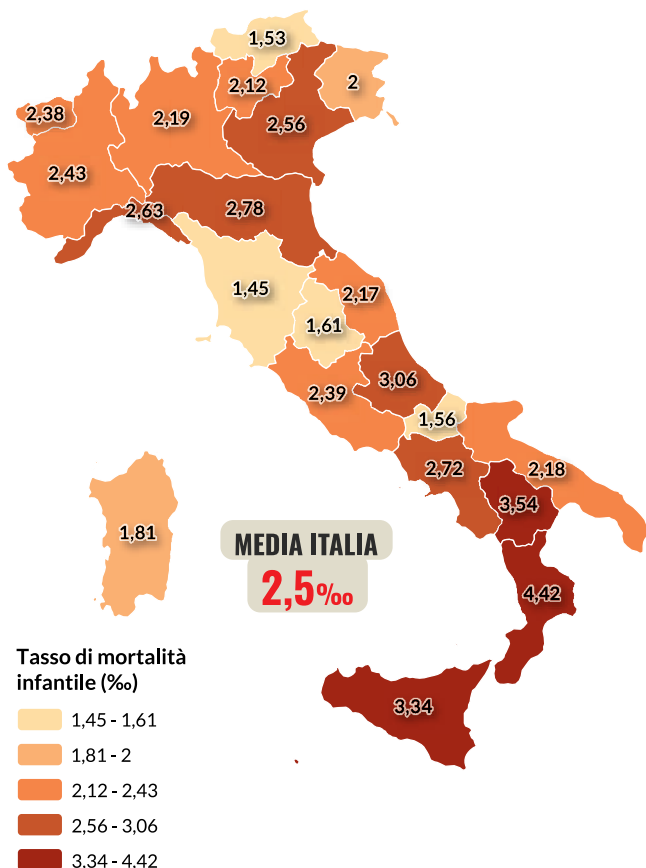 1,53
2,12
2
2,38
2,19
2,56
2,43
2,63
2,78
1,45
2,17
1,61
2,39
3,06
1,56
2,72
2,18
3,54
1,81
MEDIA ITALIA
2,5‰
4,42
3,34
Tasso di mortalità
infantile (‰)
1,45 - 1,61
1,81 - 2
2,12 - 2,43
2,56 - 3,06
3,34 - 4,42